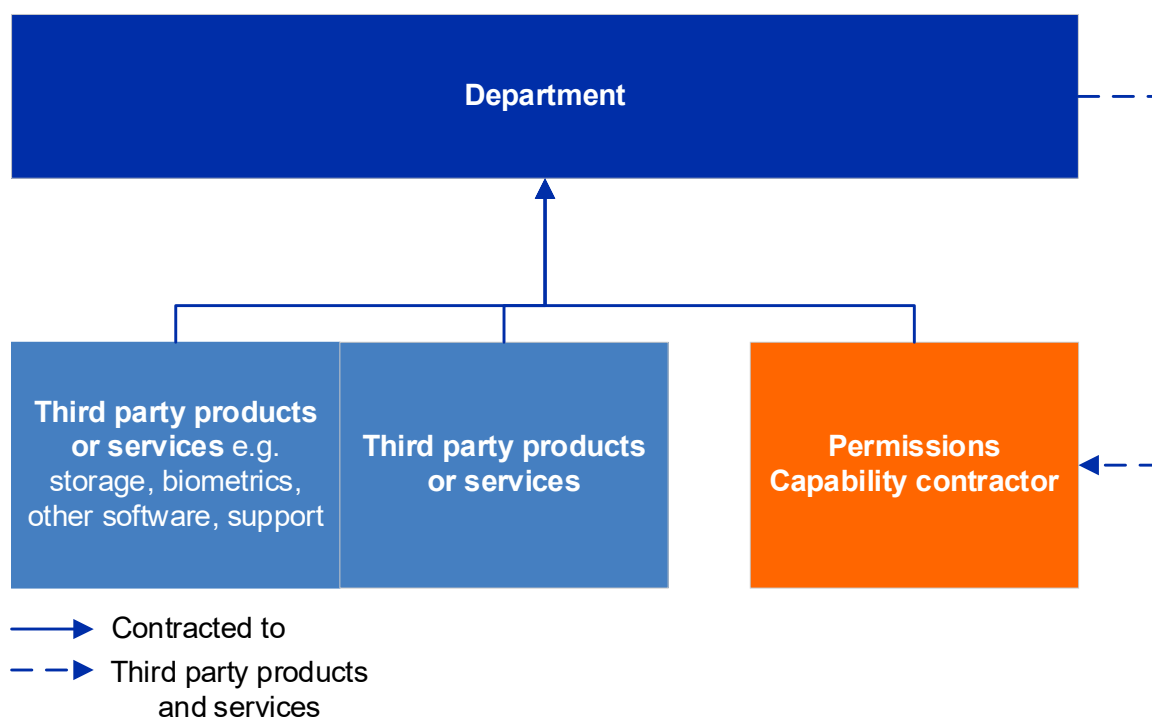 Department
Third party products
or services e.g.
storage, biometrics,
other software, support
Third party products
or services
Permissions
Capability contractor
Contracted to
Third party products
and services